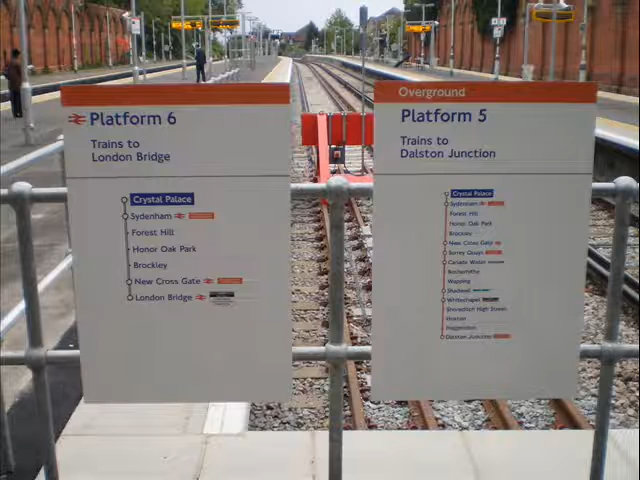 Platform 6
Trains to
London Bridge
Crystal Palace
Sydenham
Forest Hill
Honor Oak Park
Brockley
New Cross Gate
London Bridge
Overground
Platform 5
Trains to
Dalston Junction
Crystal Palace
Sydenham
Forest Hill
Honor Oak Park
Brockley
New Cross Gate
Surrey Quays
Canada Water
Rotherhithe
Wapping
Shadwell
Whitechapel
Shoreditch High Street
Hoxton
Haggerston
Dalston Junction